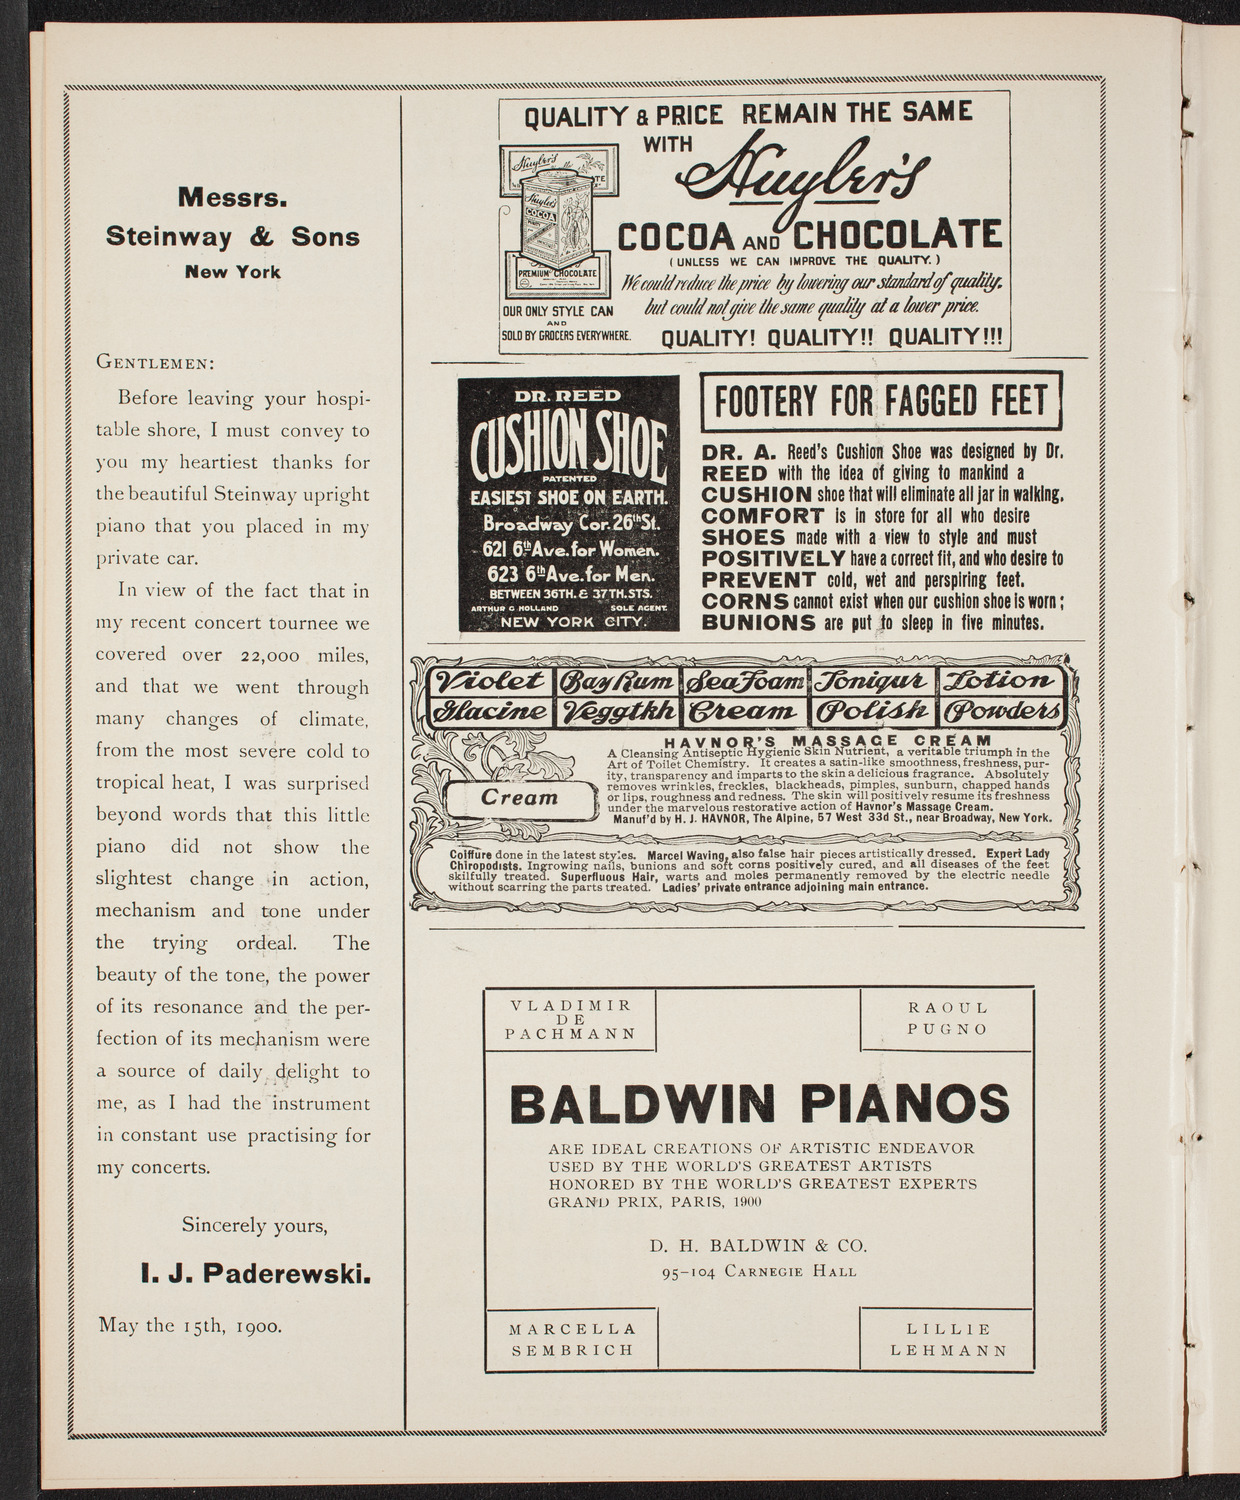 Messrs.
Steinway & Sons
New York
GENTLEMEN:
Before leaving your hospi-
table shore, I must convey to
you my heartiest thanks for
the beautiful Steinway upright
piano that you placed in my
private car.
In view of the fact that in
my recent concert tournee we
covered over 22,000 miles,
and that we went through
many changes of climate,
from the most severe cold to
tropical heat, I was surprised
beyond words that this little
piano did not show the
slightest change in action,
mechanism and tone under
the trying ordeal. The
beauty of the tone, the power
of its resonance and the per-
fection of its mechanism were
a source of daily delight to
me, as I had the instrument
in constant use practising for
my concerts.
Sincerely yours,
I. J. Paderewski.
May the 15th, 1900.
QUALITY & PRICE REMAIN THE SAME
WITH Huyler's
COCOA AND CHOCOLATE
(UNLESS WE CAN IMPROVE THE QUALITY.)
We could reduce the price by lowering our standard of quality,
but could not give the same quality at a lower price.
QUALITY! QUALITY!! QUALITY!!!
Huyler's
Huyler's
COCOA
PREMIUM CHOCOLATE
OUR ONLY STYLE CAN
AND
SOLD BY GROCERS EVERYWHERE.
DR. REED
CUSHION SHOE
PATENTED
EASIEST SHOE ON EARTH.
Broadway Cor. 26th St.
621 6th Ave. for Women.
623 6th Ave. for Men.
BETWEEN 36TH. & 37TH. STS.
ARTHUR G HOLLAND SOLE AGENT.
NEW YORK CITY.
FOOTERY FOR FAGGED FEET
DR. A. Reed's Cushion Shoe was designed by Dr.
REED with the idea of giving to mankind a
CUSHION shoe that will eliminate all jar in walking.
COMFORT is in store for all who desire
SHOES made with a view to style and must
POSITIVELY have a correct fit, and who desire to
PREVENT cold, wet and perspiring feet.
CORNS cannot exist when our cushion shoe is worn;
BUNIONS are put to sleep in five minutes.
Violet Bay Rum Sea Foam Toniqur Lotion
Glacine Veggtkh Cream Polish Powders
Cream
HAVNOR'S MASSAGE CREAM
A Cleansing Antiseptic Hygienic Skin Nutrient, a veritable triumph in the
Art of Toilet Chemistry. It creates a satin-like smoothness, freshness, pur-
ity, transparency and imparts to the skin a delicious fragrance. Absolutely
removes wrinkles, freckles, blackheads, pimples, sunburn, chapped hands
or lips, roughness and redness. The skin will positively resume its freshness
under the marvelous restorative action of Havnor's Massage Cream.
Manuf'd by H. J. HAVNOR, The Alpine, 57 West 33d St., near Broadway, New York.
Coiffure done in the latest styles. Marcel Waving, also false hair pieces artistically dressed. Expert Lady
Chiropodists. Ingrowing nails, bunions and soft corns positively cured, and all diseases of the feet
skilfully treated. Superfluous Hair, warts and moles permanently removed by the electric needle
without scarring the parts treated. Ladies' private entrance adjoining main entrance.
VLADIMIR
DE
PACHMANN
RAOUL
PUGNO
BALDWIN PIANOS
ARE IDEAL CREATIONS OF ARTISTIC ENDEAVOR
USED BY THE WORLD'S GREATEST ARTISTS
HONORED BY THE WORLD'S GREATEST EXPERTS
GRAND PRIX, PARIS, 1900
D. H. BALDWIN & CO.
95-104 CARNEGIE HALL
MARCELLA
SEMBRICH
LILLIE
LEHMANN